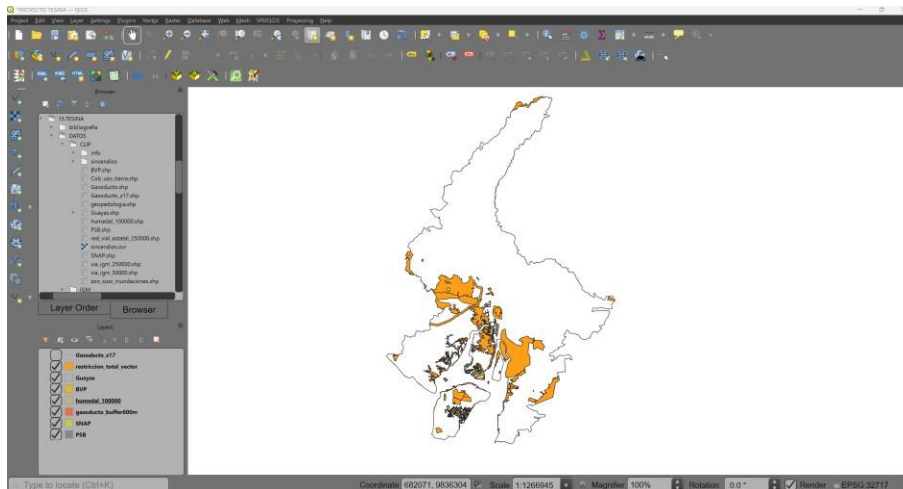 *PROYECTO TESINA — QGIS
Project Edit View Layer Settings Plugins Vector Raster Database Web Mesh MMQGIS Processing Help
Browser
15.TESINA
bibliografia
DATOS
CLIP
info
sincendios
BVP.shp
Cob_uso_tierra.shp
Gasoducto.shp
Gasoducto_z17.shp
geopedologia.shp
Guayas.shp
humedal_100000.shp
PSB.shp
red_vial_estatal_250000.shp
sincendios.ovr
SNAP.shp
via_igm_250000.shp
via_igm_50000.shp
zon_susc_inundaciones.shp
IGM
Layer Order Browser
Layers
Gasoducto_z17
restriccion_total_vector
Guayas
BVP
humedal_100000
gasoducto_buffer600m
SNAP
PSB
Type to locate (Ctrl+K)
Coordinate 682071, 9836304 Scale 1:1266945 Magnifier 100% Rotation 0.0 ° Render EPSG:32717